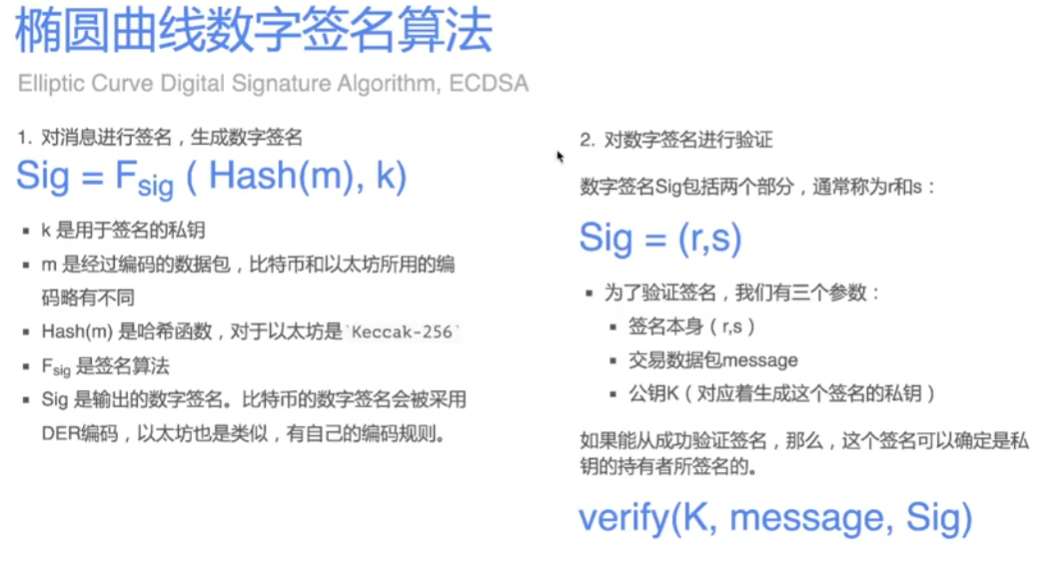 椭圆曲线数字签名算法
Elliptic Curve Digital Signature Algorithm, ECDSA
1. 对消息进行签名，生成数字签名
Sig = Fsig ( Hash(m), k)
▪ k 是用于签名的私钥
▪ m 是经过编码的数据包，比特币和以太坊所用的编
码略有不同
▪ Hash(m) 是哈希函数，对于以太坊是`Keccak-256`
▪ Fsig 是签名算法
▪ Sig 是输出的数字签名。比特币的数字签名会被采用
DER编码，以太坊也是类似，有自己的编码规则。
2. 对数字签名进行验证
数字签名Sig包括两个部分，通常称为r和s：
Sig = (r,s)
▪ 为了验证签名，我们有三个参数：
▪ 签名本身（r,s）
▪ 交易数据包message
▪ 公钥K（对应着生成这个签名的私钥）
如果能从成功验证签名，那么，这个签名可以确定是私
钥的持有者所签名的。
verify(K, message, Sig)